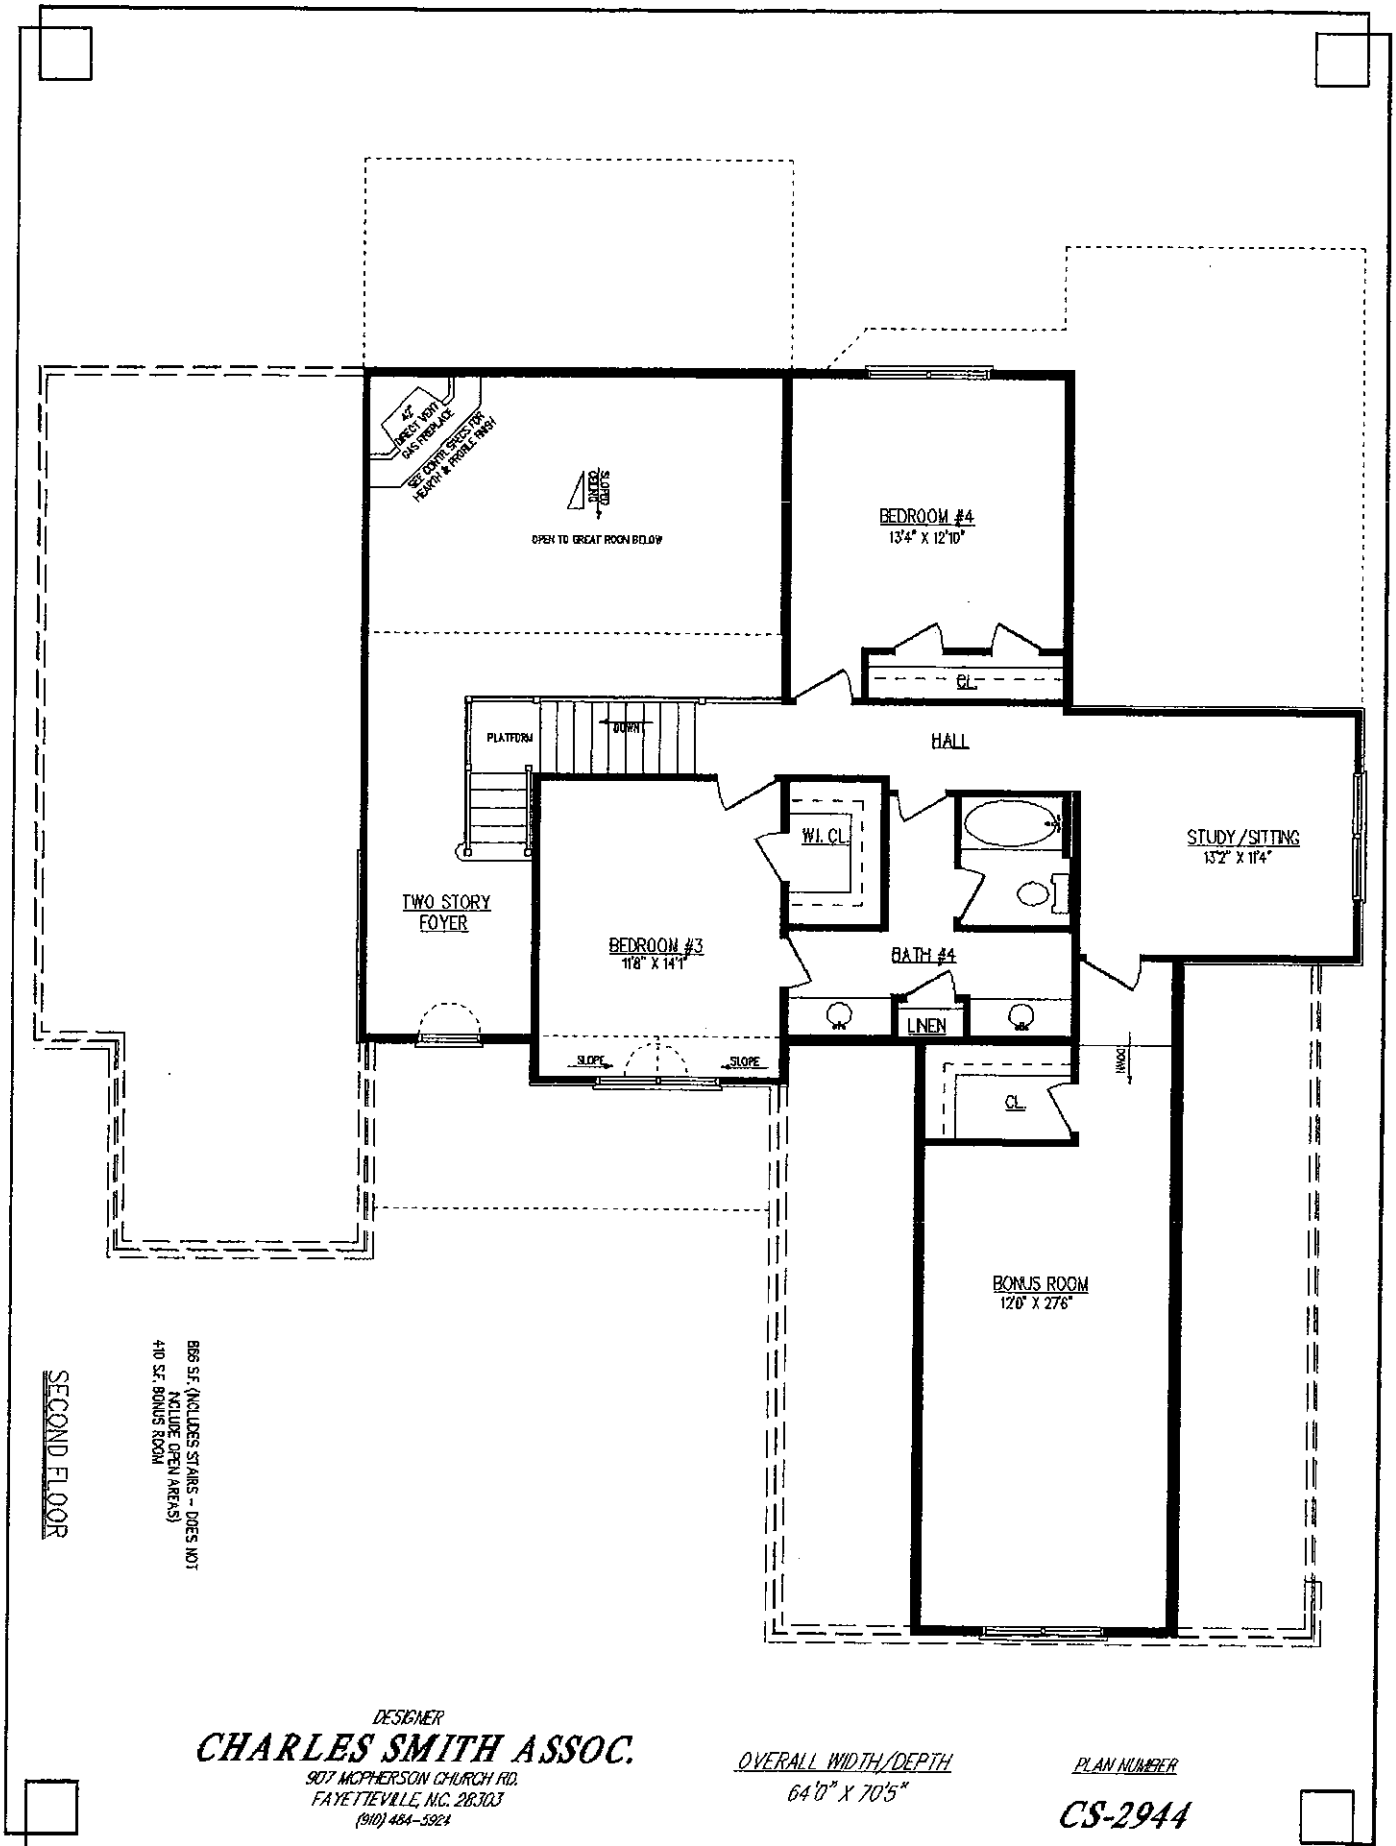 42"
DIRECT VENT
GAS FIREPLACE
SEE CONTR. SPECS FOR
HEARTH & PROFILE FINISH
SLOPED
CEILING
OPEN TO GREAT ROOM BELOW
BEDROOM #4
13'4" X 12'10"
CL.
PLATFORM
DOWN
HALL
W.I. CL.
STUDY/SITTING
13'2" X 11'4"
TWO STORY
FOYER
BEDROOM #3
11'8" X 14'1"
BATH #4
LINEN
SLOPE
SLOPE
DOWN
CL.
BONUS ROOM
12'0" X 27'6"
866 S.F. (INCLUDES STAIRS - DOES NOT
INCLUDE OPEN AREAS)
410 S.F. BONUS ROOM
SECOND FLOOR
DESIGNER
CHARLES SMITH ASSOC.
907 MCPHERSON CHURCH RD.
FAYETTEVILLE, N.C. 28303
(910) 484-5924
OVERALL WIDTH/DEPTH
64'0" X 70'5"
PLAN NUMBER
CS-2944